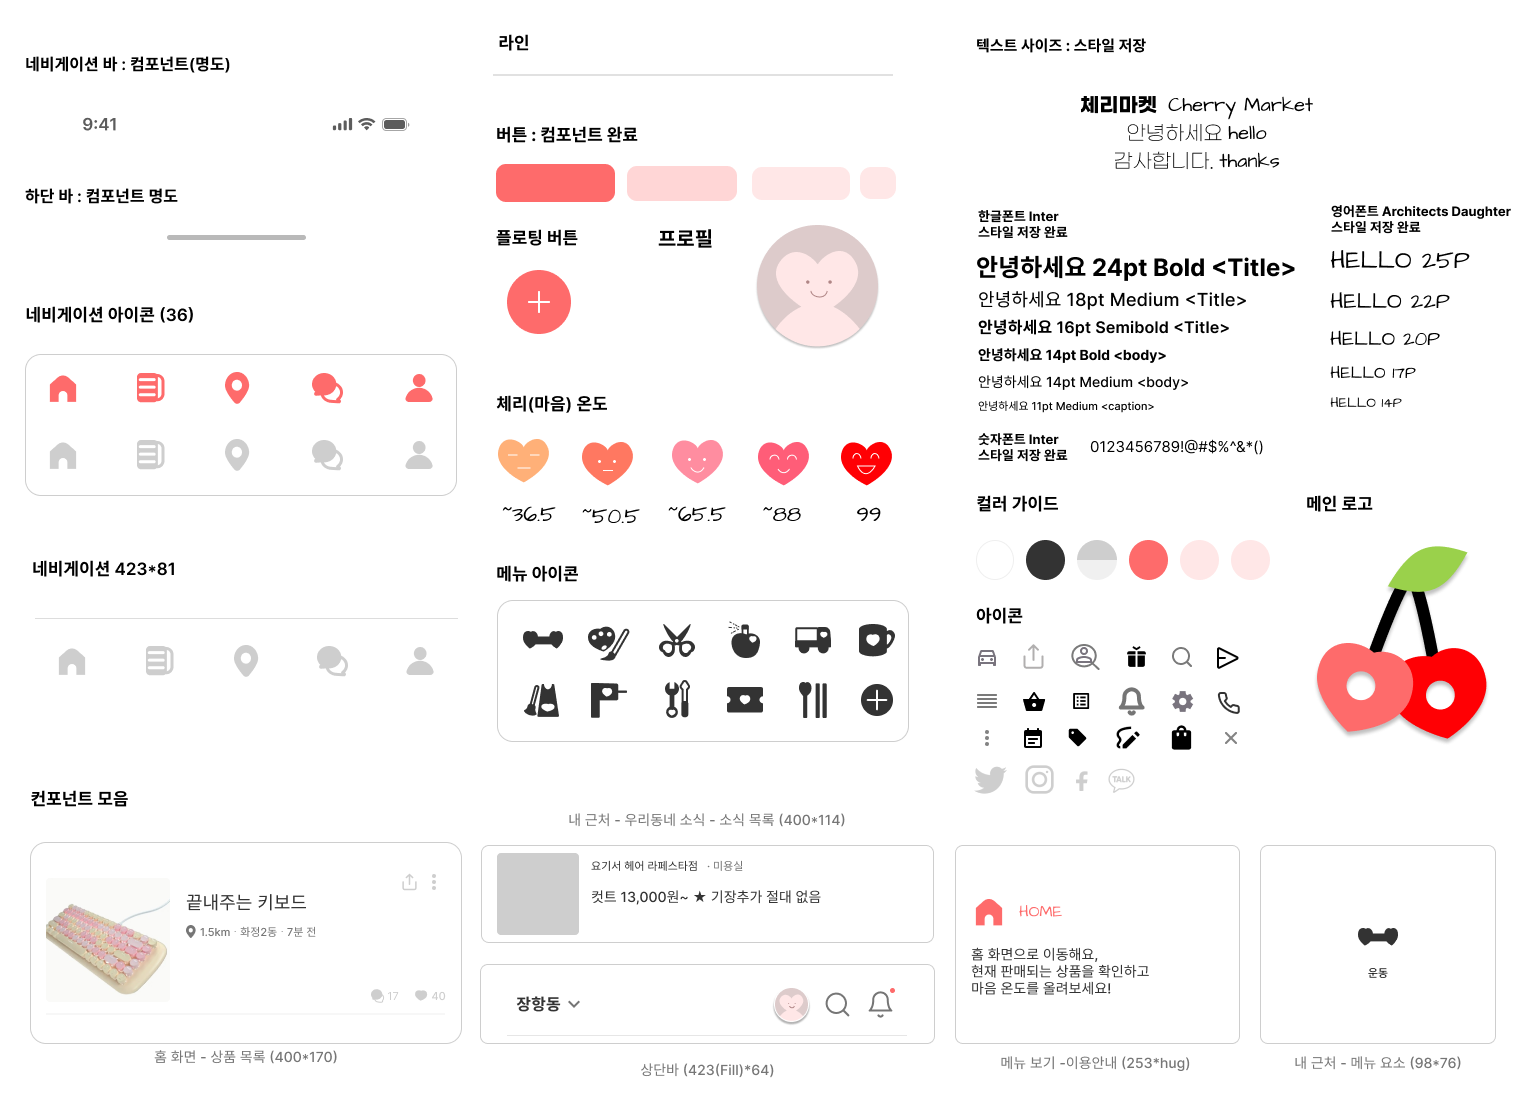 네비게이션 바 : 컴포넌트(명도)
9:41
하단 바 : 컴포넌트 명도
네비게이션 아이콘 (36)
네비게이션 423*81
컨포넌트 모음
끝내주는 키보드
1.5km · 화정2동 · 7분 전
17 40
홈 화면 - 상품 목록 (400*170)
라인
버튼 : 컴포넌트 완료
플로팅 버튼
프로필
체리(마음) 온도
~36.5 ~50.5 ~65.5 ~88 99
메뉴 아이콘
내 근처 - 우리동네 소식 - 소식 목록 (400*114)
요기서 헤어 라페스타점 · 미용실
컷트 13,000원~ ★ 기장추가 절대 없음
장항동
상단바 (423(Fill)*64)
텍스트 사이즈 : 스타일 저장
체리마켓 Cherry Market
안녕하세요 hello
감사합니다. thanks
한글폰트 Inter
스타일 저장 완료
안녕하세요 24pt Bold <Title>
안녕하세요 18pt Medium <Title>
안녕하세요 16pt Semibold <Title>
안녕하세요 14pt Bold <body>
안녕하세요 14pt Medium <body>
안녕하세요 11pt Medium <caption>
숫자폰트 Inter
스타일 저장 완료
0123456789!@#$%^&*()
영어폰트 Architects Daughter
스타일 저장 완료
HELLO 25P
HELLO 22P
HELLO 20P
HELLO 17P
HELLO 14P
컬러 가이드
메인 로고
아이콘
TALK
HOME
홈 화면으로 이동해요,
현재 판매되는 상품을 확인하고
마음 온도를 올려보세요!
메뉴 보기 -이용안내 (253*hug)
운동
내 근처 - 메뉴 요소 (98*76)